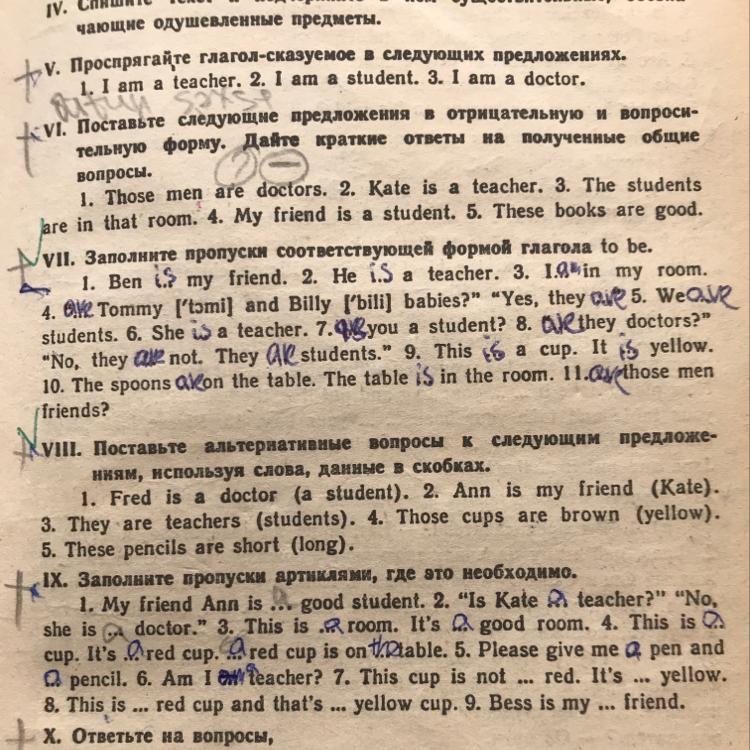 IV. Спишите текст
чающие одушевленные предметы.
V. Проспрягайте глагол-сказуемое в следующих предложениях.
1. I am a teacher. 2. I am a student. 3. I am a doctor.
VI. Поставьте следующие предложения в отрицательную и вопроси-
тельную форму. Дайте краткие ответы на полученные общие
вопросы.
1. Those men are doctors. 2. Kate is a teacher. 3. The students
are in that room. 4. My friend is a student. 5. These books are good.
VII. Заполните пропуски соответствующей формой глагола to be.
1. Ben is my friend. 2. He is a teacher. 3. I am in my room.
4. are Tommy ['tɔmi] and Billy ['bili] babies?” “Yes, they are 5. We are
students. 6. She is a teacher. 7. are you a student? 8. are they doctors?”
“No, they are not. They are students.” 9. This is a cup. It is yellow.
10. The spoons are on the table. The table is in the room. 11. are those men
friends?
VIII. Поставьте альтернативные вопросы к следующим предложе-
ниям, используя слова, данные в скобках.
1. Fred is a doctor (a student). 2. Ann is my friend (Kate).
3. They are teachers (students). 4. Those cups are brown (yellow).
5. These pencils are short (long).
IX. Заполните пропуски артиклями, где это необходимо.
1. My friend Ann is a ... good student. 2. “Is Kate a teacher?” “No,
she is a ... doctor.” 3. This is a room. It's a good room. 4. This is a
cup. It's a red cup. a red cup is on the table. 5. Please give me a pen and
a pencil. 6. Am I a teacher? 7. This cup is not ... red. It's ... yellow.
8. This is ... red cup and that's ... yellow cup. 9. Bess is my ... friend.
X. Ответьте на вопросы,